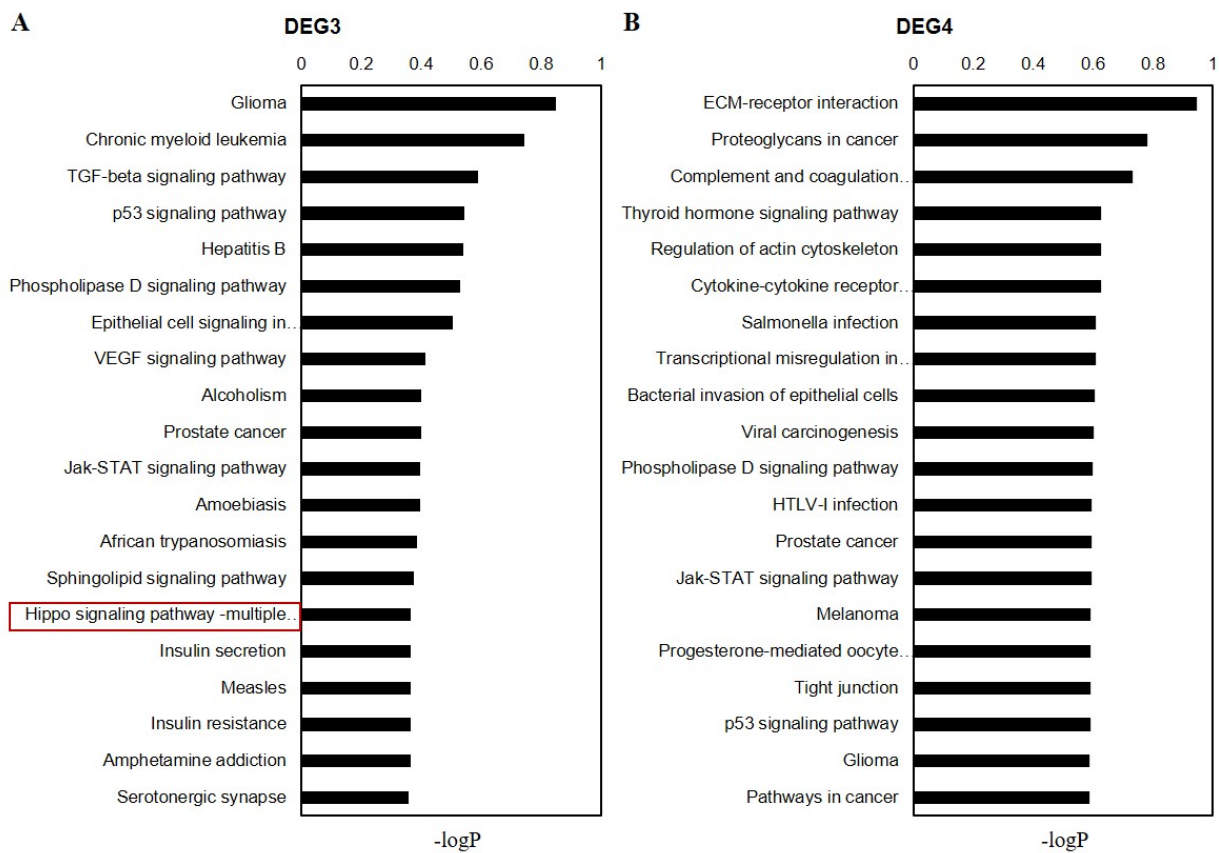 A
DEG3
0 0.2 0.4 0.6 0.8 1
Glioma
Chronic myeloid leukemia
TGF-beta signaling pathway
p53 signaling pathway
Hepatitis B
Phospholipase D signaling pathway
Epithelial cell signaling in..
VEGF signaling pathway
Alcoholism
Prostate cancer
Jak-STAT signaling pathway
Amoebiasis
African trypanosomiasis
Sphingolipid signaling pathway
Hippo signaling pathway -multiple..
Insulin secretion
Measles
Insulin resistance
Amphetamine addiction
Serotonergic synapse
-logP
B
DEG4
0 0.2 0.4 0.6 0.8 1
ECM-receptor interaction
Proteoglycans in cancer
Complement and coagulation..
Thyroid hormone signaling pathway
Regulation of actin cytoskeleton
Cytokine-cytokine receptor..
Salmonella infection
Transcriptional misregulation in..
Bacterial invasion of epithelial cells
Viral carcinogenesis
Phospholipase D signaling pathway
HTLV-I infection
Prostate cancer
Jak-STAT signaling pathway
Melanoma
Progesterone-mediated oocyte..
Tight junction
p53 signaling pathway
Glioma
Pathways in cancer
-logP